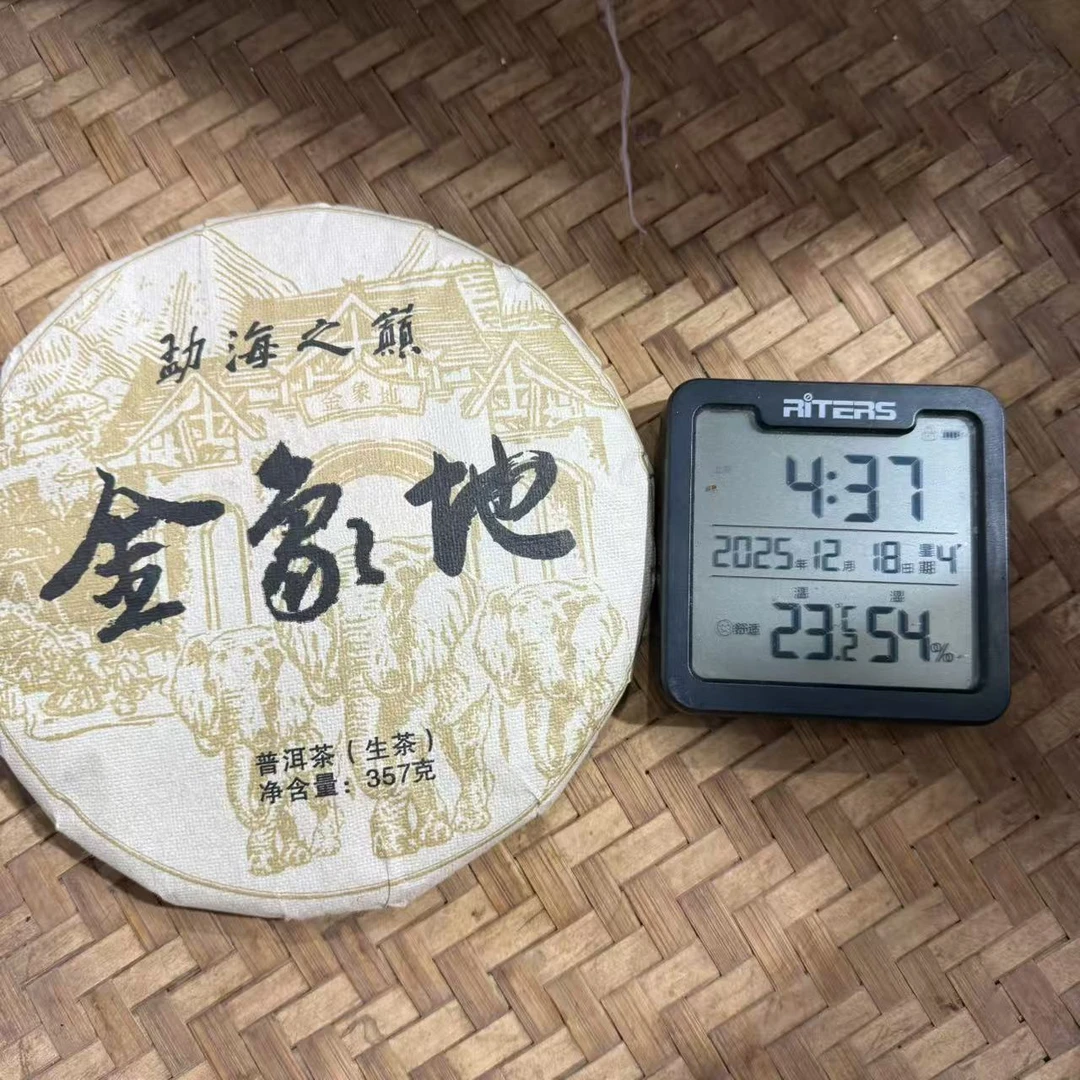 勐海之巅
金象地
金象地
普洱茶（生茶）
净含量：357克
RITERS
4:37
2025年12月18日 星期4
舒适 23.2℃ 54%